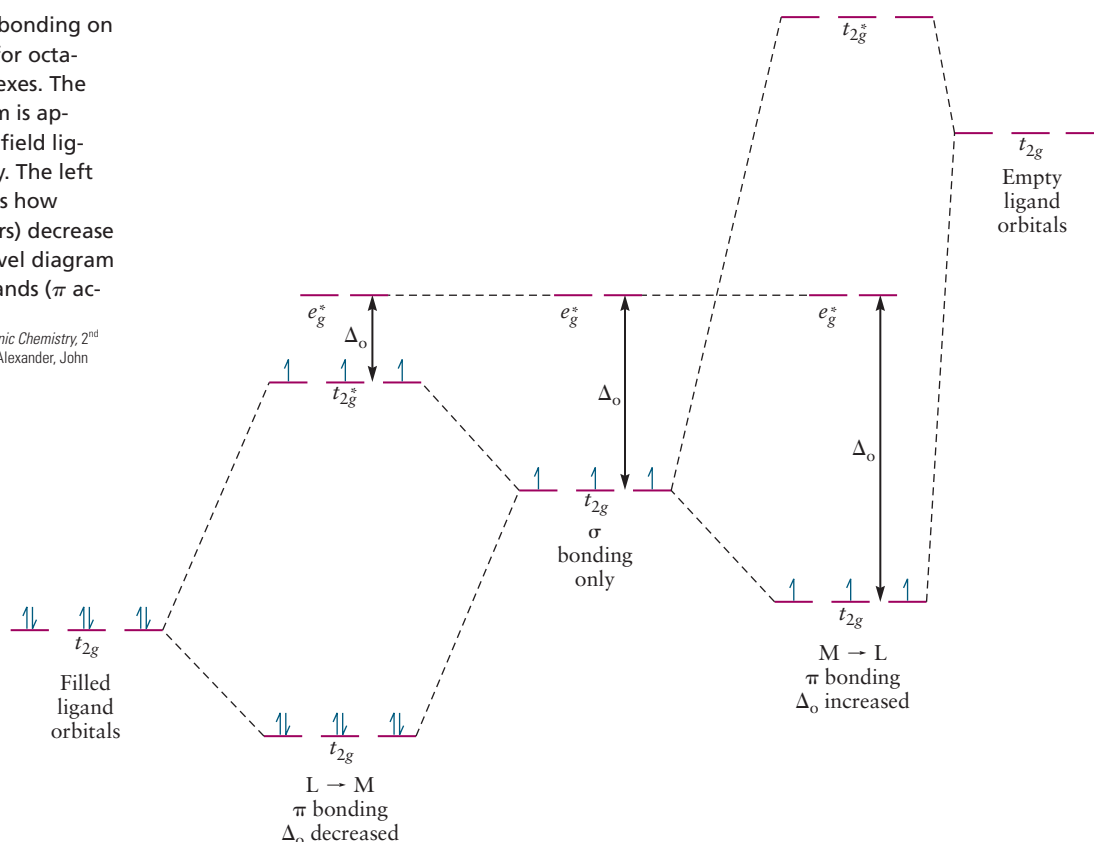 bonding on
for octa-
exes. The
m is ap-
field lig-
y. The left
s how
rs) decrease
vel diagram
ands (π ac-
nic Chemistry, 2nd
Alexander, John
t2g*
t2g
Empty
ligand
orbitals
eg*
eg*
eg*
Δo
t2g*
Δo
Δo
t2g
σ
bonding
only
t2g
Filled
ligand
orbitals
t2g
M → L
π bonding
Δo increased
t2g
L → M
π bonding
Δo decreased